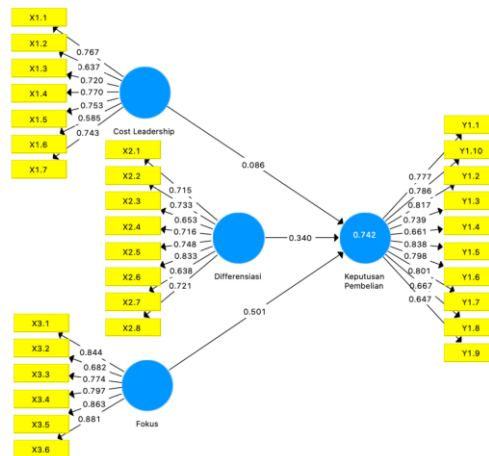 X1.1
X1.2
X1.3
X1.4
X1.5
X1.6
X1.7
0.767
0.637
0.720
0.770
0.753
0.585
0.743
Cost Leadership
0.086
X2.1
X2.2
X2.3
X2.4
X2.5
X2.6
X2.7
X2.8
0.715
0.733
0.653
0.716
0.748
0.833
0.638
0.721
Differensiasi
0.340
X3.1
X3.2
X3.3
X3.4
X3.5
X3.6
0.844
0.682
0.774
0.797
0.863
0.881
Fokus
0.501
0.742
Keputusan
Pembelian
0.777
0.786
0.817
0.739
0.661
0.838
0.798
0.801
0.667
0.647
Y1.1
Y1.10
Y1.2
Y1.3
Y1.4
Y1.5
Y1.6
Y1.7
Y1.8
Y1.9